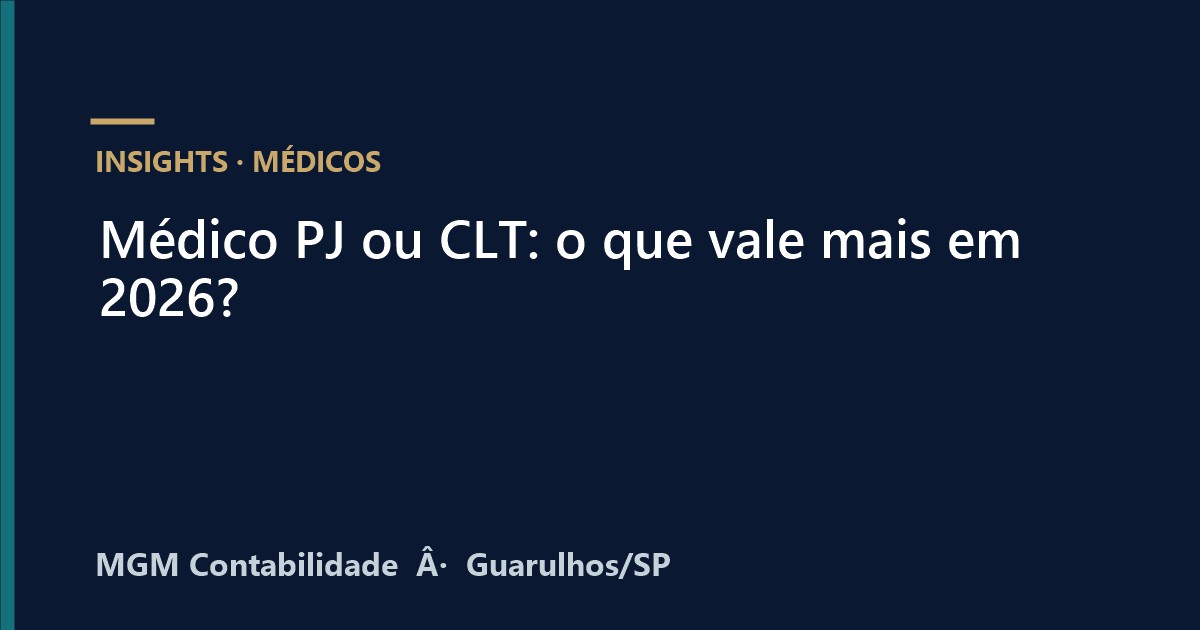 INSIGHTS · MÉDICOS
Médico PJ ou CLT: o que vale mais em
2026?
MGM Contabilidade Â· Guarulhos/SP